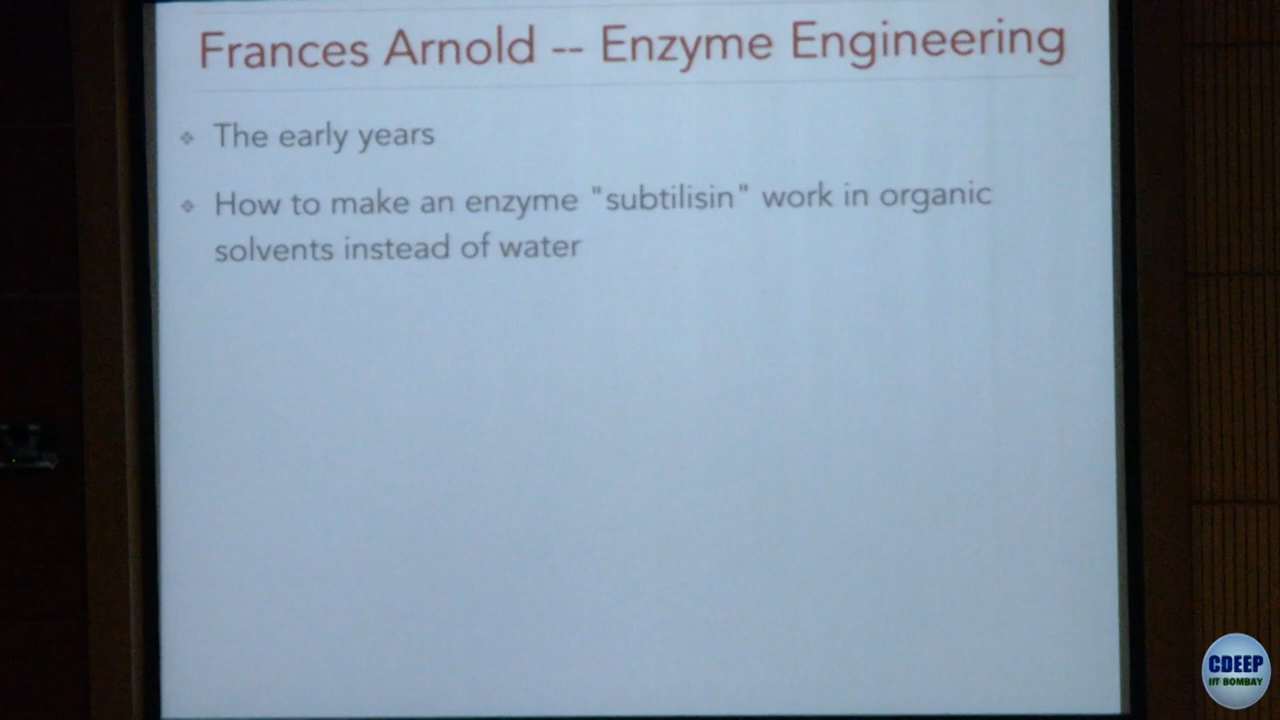 Frances Arnold -- Enzyme Engineering
The early years
How to make an enzyme "subtilisin" work in organic
solvents instead of water
CDEEP
IIT BOMBAY